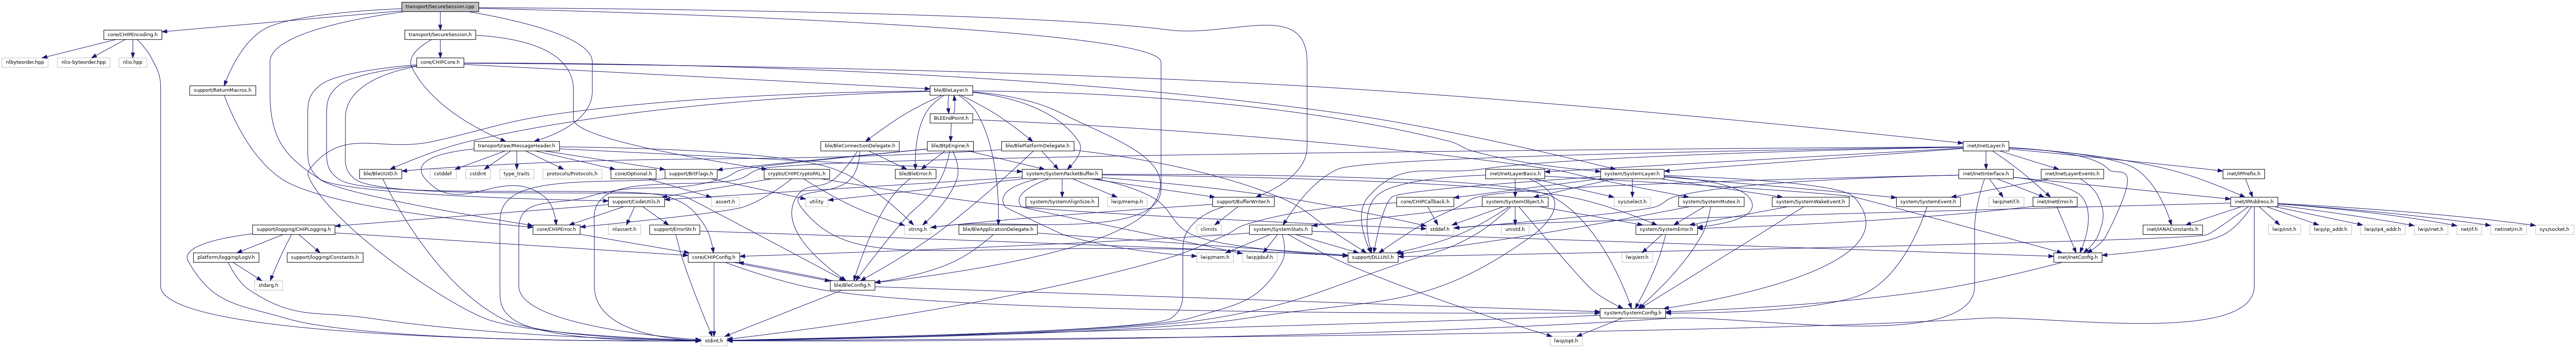 transport/SecureSession.cpp
core/CHIPEncoding.h
transport/SecureSession.h
nlbyteorder.hpp
nlio-byteorder.hpp
nlio.hpp
core/CHIPCore.h
support/ReturnMacros.h
ble/BleLayer.h
BLEEndPoint.h
transport/raw/MessageHeader.h
ble/BleConnectionDelegate.h
ble/BtpEngine.h
ble/BlePlatformDelegate.h
inet/InetLayer.h
ble/BleUUID.h
cstddef
cstdint
type_traits
protocols/Protocols.h
core/Optional.h
support/BitFlags.h
crypto/CHIPCryptoPAL.h
ble/BleError.h
system/SystemPacketBuffer.h
inet/InetLayerBasis.h
system/SystemLayer.h
inet/InetInterface.h
inet/InetLayerEvents.h
inet/IPPrefix.h
support/CodeUtils.h
assert.h
utility
system/SystemAlignSize.h
lwip/memp.h
support/BufferWriter.h
core/CHIPCallback.h
system/SystemObject.h
sys/select.h
system/SystemMutex.h
system/SystemWakeEvent.h
system/SystemEvent.h
lwip/netif.h
inet/InetError.h
inet/IPAddress.h
support/logging/CHIPLogging.h
core/CHIPError.h
nlassert.h
support/ErrorStr.h
string.h
ble/BleApplicationDelegate.h
climits
system/SystemStats.h
stddef.h
unistd.h
system/SystemError.h
inet/IANAConstants.h
lwip/init.h
lwip/ip_addr.h
lwip/ip4_addr.h
lwip/inet.h
net/if.h
netinet/in.h
sys/socket.h
platform/logging/LogV.h
support/logging/Constants.h
core/CHIPConfig.h
lwip/mem.h
lwip/pbuf.h
support/DLLUtil.h
lwip/err.h
inet/InetConfig.h
stdarg.h
ble/BleConfig.h
system/SystemConfig.h
stdint.h
lwip/opt.h